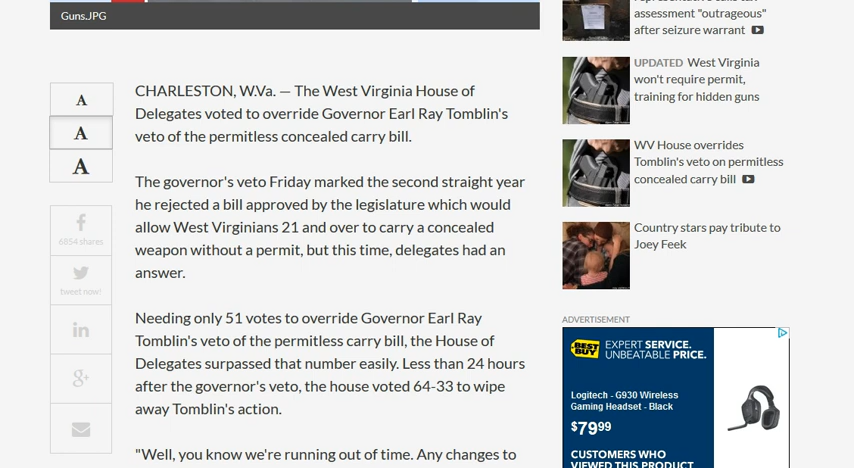 Guns.JPG
A
A
A
6854 shares
tweet now!
CHARLESTON, W.Va. — The West Virginia House of
Delegates voted to override Governor Earl Ray Tomblin's
veto of the permitless concealed carry bill.
The governor's veto Friday marked the second straight year
he rejected a bill approved by the legislature which would
allow West Virginians 21 and over to carry a concealed
weapon without a permit, but this time, delegates had an
answer.
Needing only 51 votes to override Governor Earl Ray
Tomblin's veto of the permitless carry bill, the House of
Delegates surpassed that number easily. Less than 24 hours
after the governor's veto, the house voted 64-33 to wipe
away Tomblin's action.
"Well, you know we're running out of time. Any changes to
assessment "outrageous"
after seizure warrant
UPDATED West Virginia
won't require permit,
training for hidden guns
WV House overrides
Tomblin's veto on permitless
concealed carry bill
Country stars pay tribute to
Joey Feek
ADVERTISEMENT
BEST BUY
EXPERT SERVICE.
UNBEATABLE PRICE.
Logitech - G930 Wireless
Gaming Headset - Black
$79.99
CUSTOMERS WHO
VIEWED THIS PRODUCT